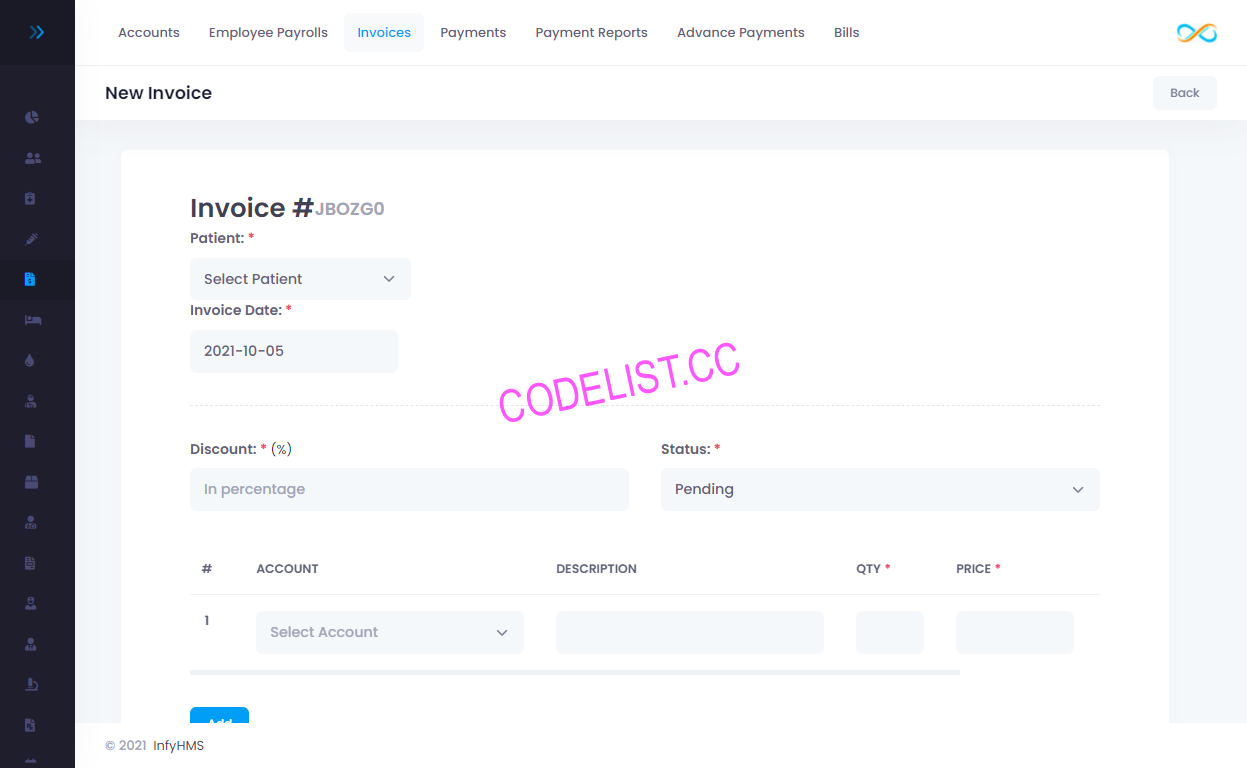 Accounts Employee Payrolls Invoices Payments Payment Reports Advance Payments Bills
New Invoice Back
Invoice #JBOZG0
Patient: *
Select Patient
Invoice Date: *
2021-10-05
CODELIST.CC
Discount: * (%) Status: *
In percentage Pending
# ACCOUNT DESCRIPTION QTY * PRICE *
1 Select Account
Add
© 2021 InfyHMS